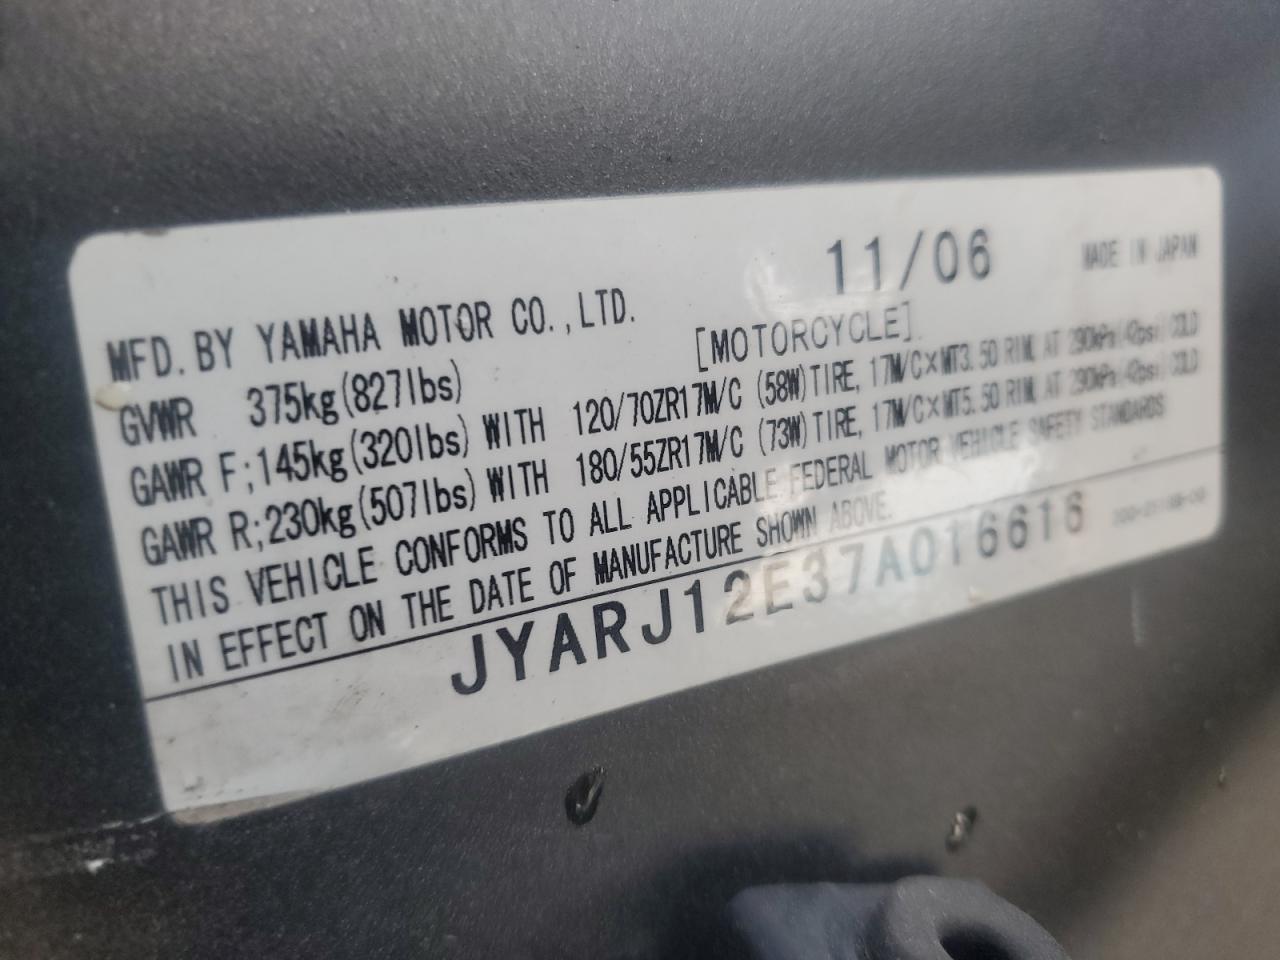 11/06 MADE IN JAPAN
MFD. BY YAMAHA MOTOR CO.,LTD.
[MOTORCYCLE]
GVWR 375kg(827lbs)
GAWR F;145kg(320lbs) WITH 120/70ZR17M/C (58W)TIRE, 17M/C×MT3.50 RIM, AT 290kPa(42psi) COLD
GAWR R;230kg(507lbs) WITH 180/55ZR17M/C (73W)TIRE, 17M/C×MT5.50 RIM, AT 290kPa(42psi) COLD
THIS VEHICLE CONFORMS TO ALL APPLICABLE FEDERAL MOTOR VEHICLE SAFETY STANDARDS
IN EFFECT ON THE DATE OF MANUFACTURE SHOWN ABOVE.
JYARJ12E37A016616